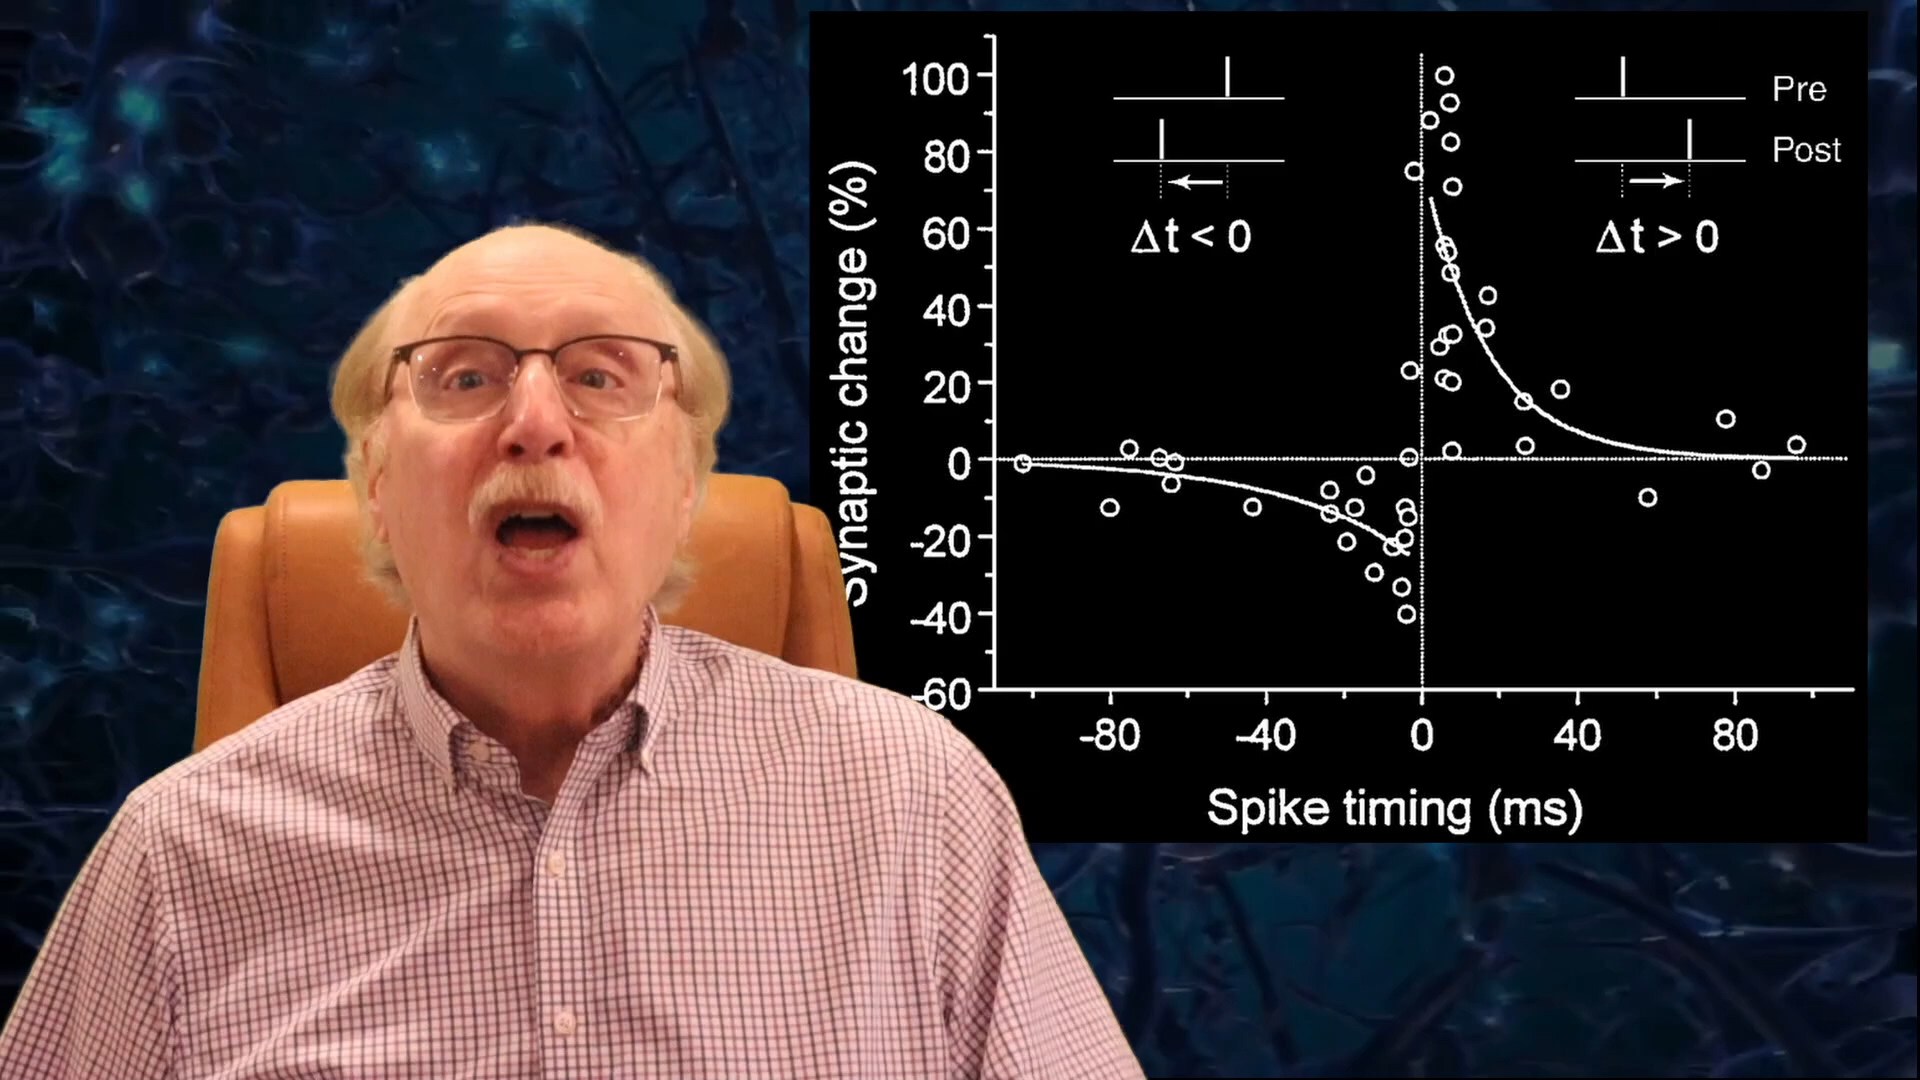 Synaptic change (%)
100
80
60
40
20
0
-20
-40
-60
Pre
Post
Δt < 0
Δt > 0
-80
-40
0
40
80
Spike timing (ms)